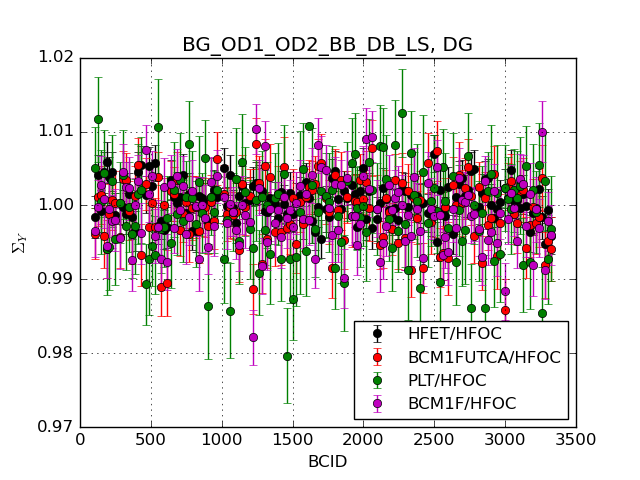 BG_OD1_OD2_BB_DB_LS, DG
1.02
1.01
1.00
0.99
0.98
0.97
Σ_Y
HFET/HFOC
BCM1FUTCA/HFOC
PLT/HFOC
BCM1F/HFOC
0 500 1000 1500 2000 2500 3000 3500
BCID